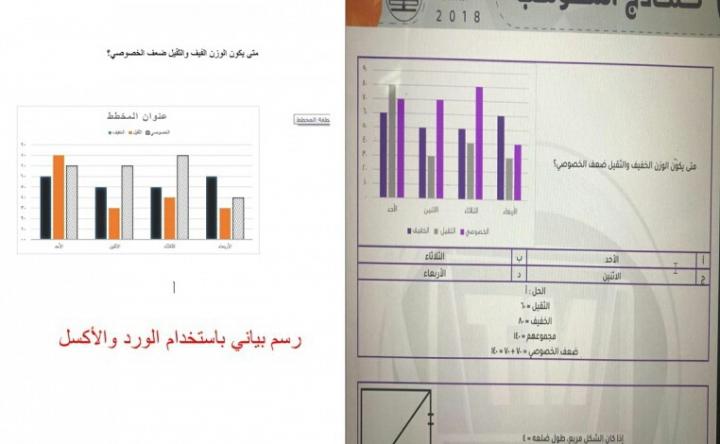 متى يكون الوزن الفيف والثقيل ضعف الخصوصي؟
عنوان المخطط
الخصوصي الثقيل الخفيف
الأحد الاثنين الثلاثاء الأربعاء
المخطط
رسم بياني باستخدام الورد والأكسل
2018
متى يكون الوزن الخفيف والثقيل ضعف الخصوصي؟
الأحد الاثنين الثلاثاء الأربعاء
الخصوصي الثقيل الخفيف
أ الأحد ب الثلاثاء
ج الاثنين د الأربعاء
الحل : أ
الثقيل = ٦٠
الخفيف = ٨٠
مجموعهم = ١٤٠
ضعف الخصوصي = ٧٠ + ٧٠ = ١٤٠
إذا كان الشكل مربع، طول ضلعه = ٤